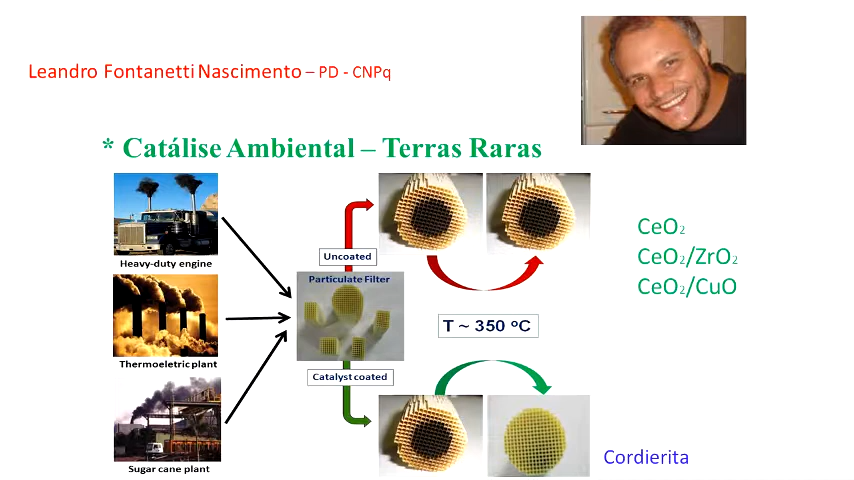 Leandro Fontanetti Nascimento – PD - CNPq
* Catálise Ambiental – Terras Raras
Heavy-duty engine
Thermoeletric plant
Sugar cane plant
Uncoated
Particulate Filter
Catalyst coated
T ~ 350 ºC
CeO₂
CeO₂/ZrO₂
CeO₂/CuO
Cordierita